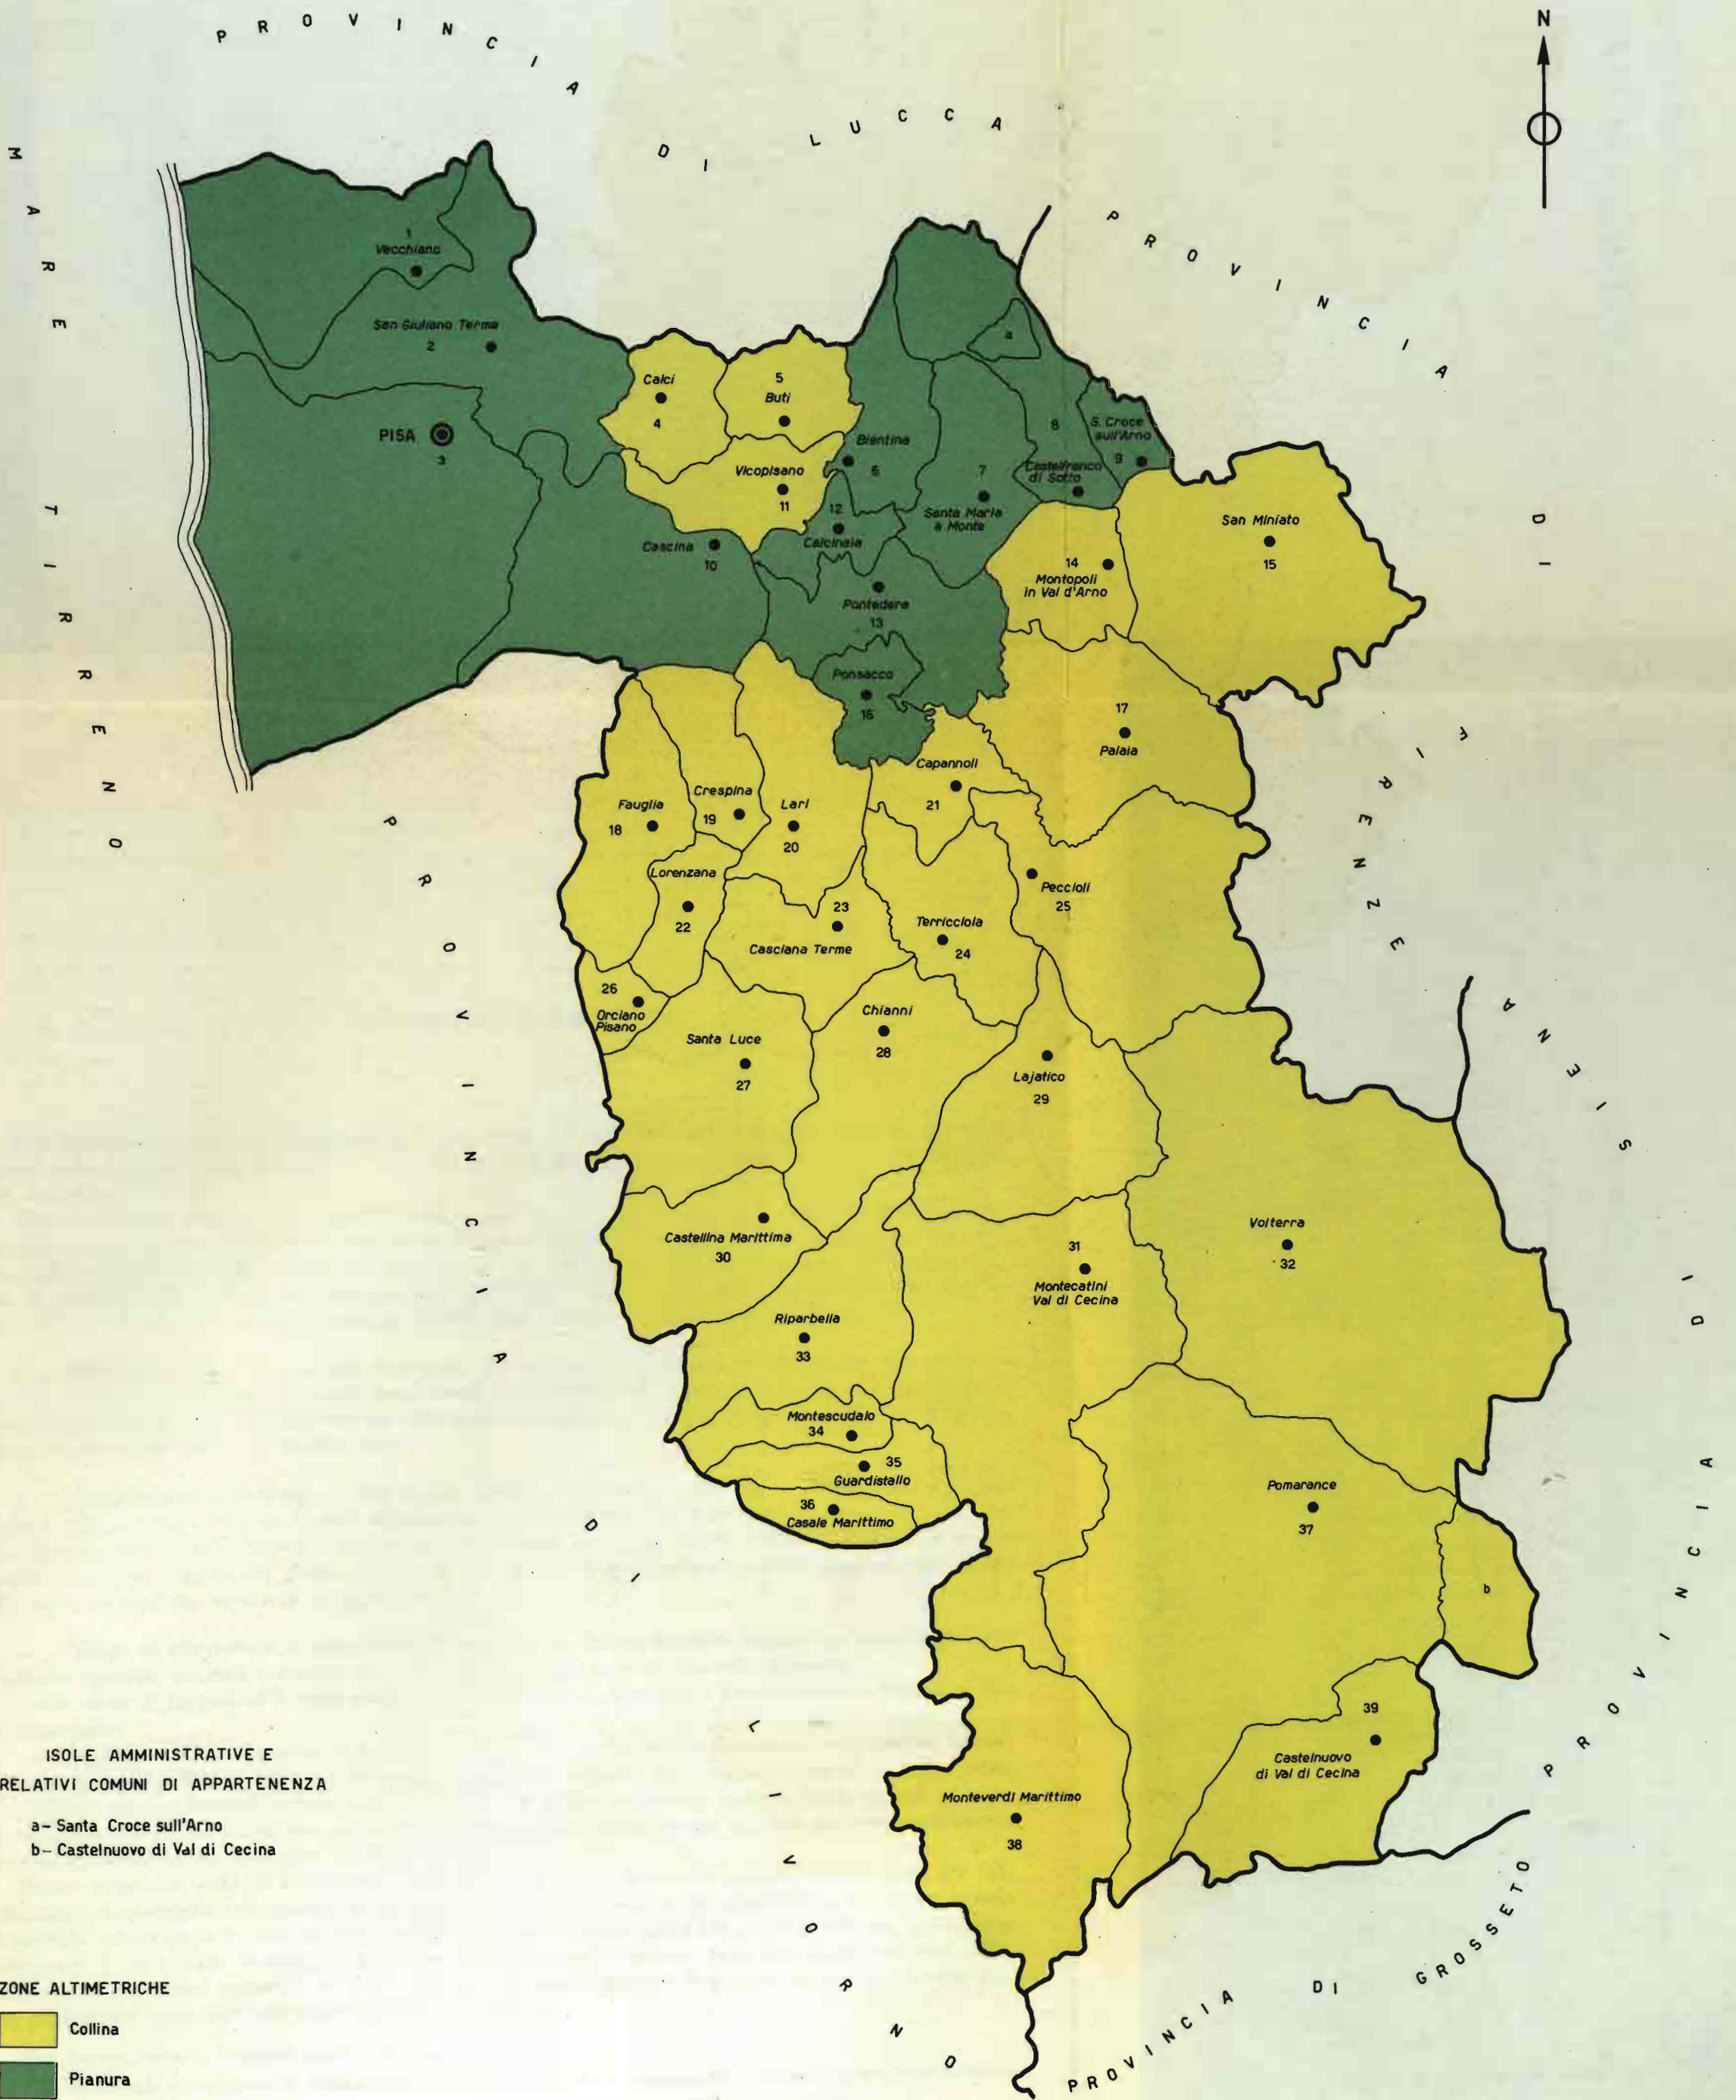 PROVINCIA DI LUCCA
N
MARE TIRRENO
PROVINCIA DI FIRENZE
1
Vecchiano
San Giuliano Terme
2
PISA
3
Calci
4
5
Buti
Vicopisano
11
Bientina
6
7
Santa Maria
a Monte
8
Castelfranco
di Sotto
a
S. Croce
sull'Arno
9
Cascina
10
12
Calcinaia
Pontedera
13
14
Montopoli
in Val d'Arno
San Miniato
15
Ponsacco
16
17
Palaia
Fauglia
18
Crespina
19
Lari
20
Capannoli
21
Lorenzana
22
23
Casciana Terme
Terricciola
24
Peccioli
25
26
Orciano
Pisano
Santa Luce
27
Chianni
28
Lajatico
29
Castellina Marittima
30
31
Montecatini
Val di Cecina
Volterra
32
Riparbella
33
Montescudaio
34
35
Guardistallo
36
Casale Marittimo
Pomarance
37
b
Monteverdi Marittimo
38
39
Castelnuovo
di Val di Cecina
PROVINCIA DI LIVORNO
PROVINCIA DI SIENA
PROVINCIA DI GROSSETO
ISOLE AMMINISTRATIVE E
RELATIVI COMUNI DI APPARTENENZA
a- Santa Croce sull'Arno
b- Castelnuovo di Val di Cecina
ZONE ALTIMETRICHE
Collina
Pianura